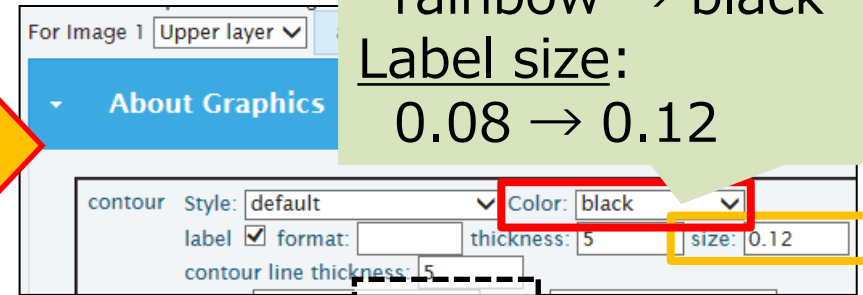 rainbow → black
For Image 1 Upper layer
Label size:
About Graphics
0.08 → 0.12
contour Style: default Color: black
label format: thickness: 5 size: 0.12
contour line thickness: 5